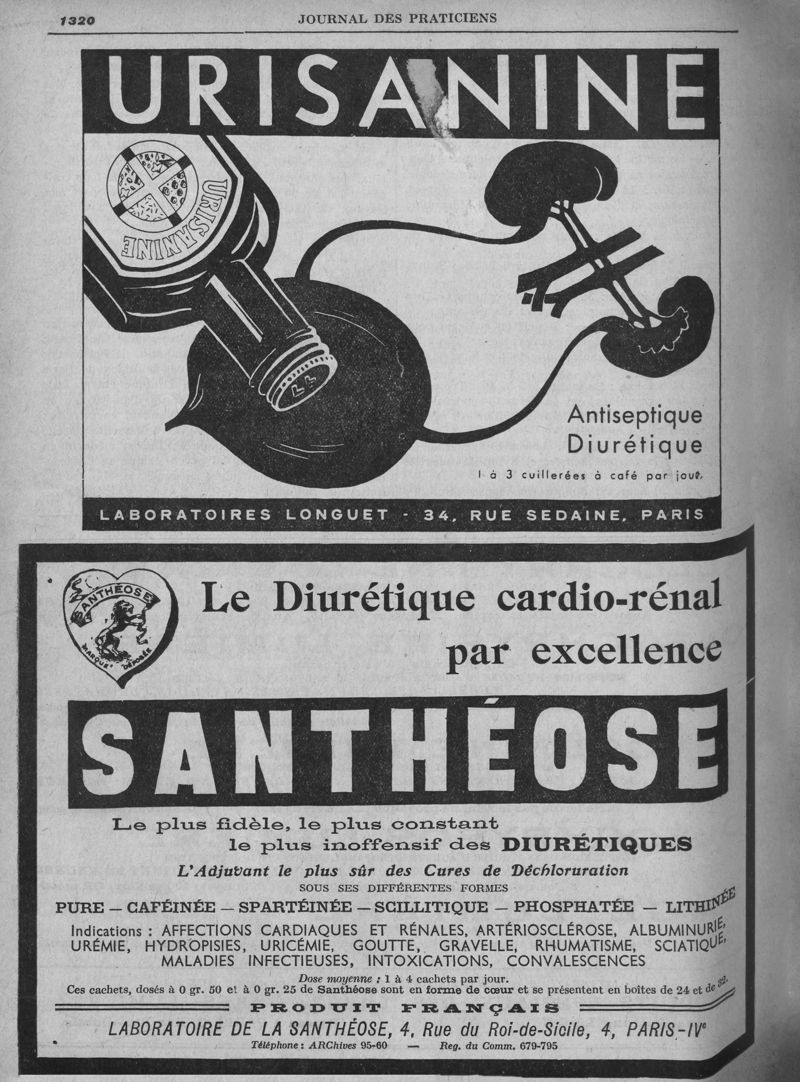 1320
JOURNAL DES PRATICIENS
URISANINE
URISANINE
LL
Antiseptique
Diurétique
1 à 3 cuillerées à café par jour.
LABORATOIRES LONGUET - 34, RUE SEDAINE, PARIS
SANTHÉOSE
MARQUE DÉPOSÉE
Le Diurétique cardio-rénal
par excellence
SANTHÉOSE
Le plus fidèle, le plus constant
le plus inoffensif des DIURÉTIQUES
L'Adjuvant le plus sûr des Cures de Déchloruration
SOUS SES DIFFÉRENTES FORMES
PURE — CAFÉINÉE — SPARTÉINÉE — SCILLITIQUE — PHOSPHATÉE — LITHINÉE
Indications : AFFECTIONS CARDIAQUES ET RÉNALES, ARTÉRIOSCLÉROSE, ALBUMINURIE,
URÉMIE, HYDROPISIES, URICÉMIE, GOUTTE, GRAVELLE, RHUMATISME, SCIATIQUE,
MALADIES INFECTIEUSES, INTOXICATIONS, CONVALESCENCES
Dose moyenne : 1 à 4 cachets par jour.
Ces cachets, dosés à 0 gr. 50 et à 0 gr. 25 de Santhéose sont en forme de cœur et se présentent en boîtes de 24 et de 32.
PRODUIT FRANÇAIS
LABORATOIRE DE LA SANTHÉOSE, 4, Rue du Roi-de-Sicile, 4, PARIS-IVe
Téléphone : ARChives 95-60 — Reg. du Comm. 679-795